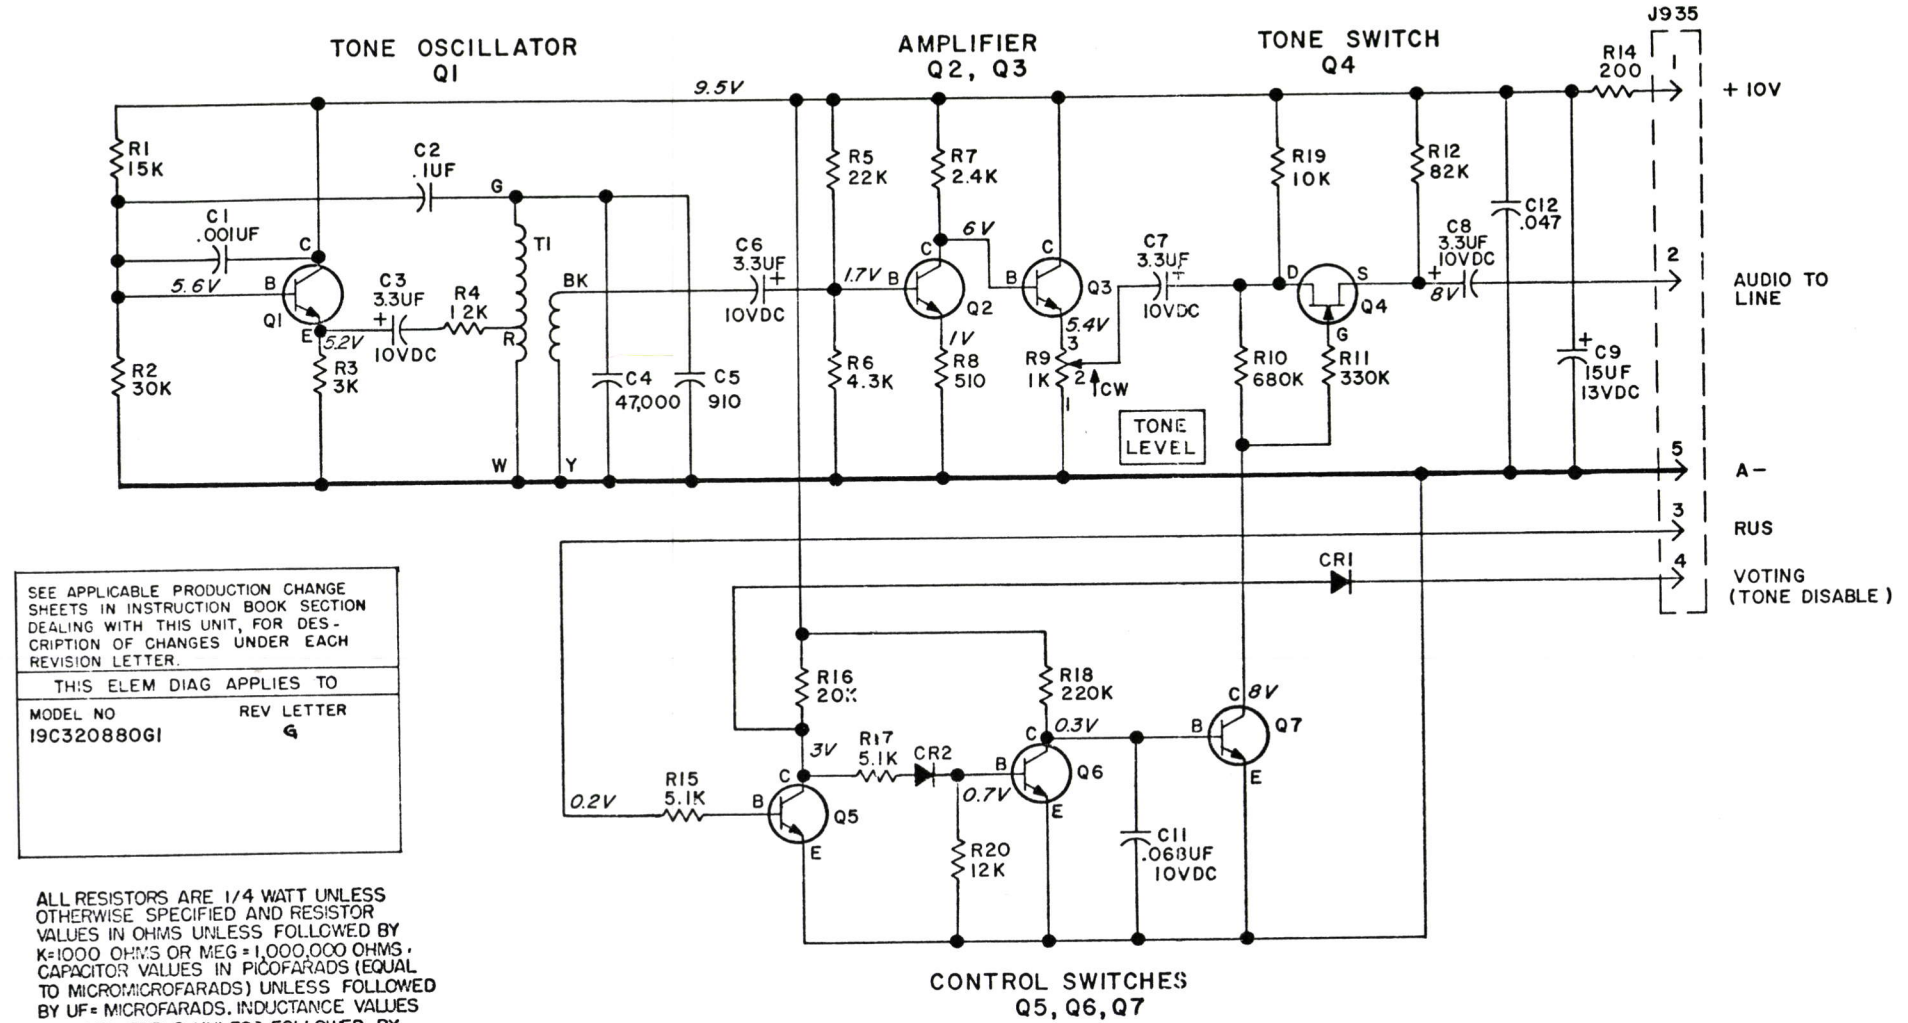 TONE OSCILLATOR
Q1
AMPLIFIER
Q2, Q3
TONE SWITCH
Q4
J935
9.5V
R14
200
1
+10V
R1
15K
C2
.1UF
G
C1
.001UF
C
5.6V
B
Q1
E
5.2V
C3
3.3UF
+
10VDC
R4
12K
R
T1
BK
R2
30K
R3
3K
W
Y
C4
47,000
C5
910
C6
3.3UF
+
10VDC
R5
22K
1.7V
B
C
Q2
R7
2.4K
6V
1V
R6
4.3K
R8
510
B
C
Q3
5.4V
3
R9
1K
2
CW
1
C7
3.3UF
+
10VDC
TONE
LEVEL
R19
10K
D
S
Q4
G
R10
680K
R11
330K
R12
82K
C8
3.3UF
10VDC
+
8V
C12
.047
+
C9
15UF
13VDC
2
AUDIO TO
LINE
5
A-
3
RUS
4
VOTING
(TONE DISABLE)
CR1
SEE APPLICABLE PRODUCTION CHANGE
SHEETS IN INSTRUCTION BOOK SECTION
DEALING WITH THIS UNIT, FOR DES-
CRIPTION OF CHANGES UNDER EACH
REVISION LETTER.
THIS ELEM DIAG APPLIES TO
MODEL NO REV LETTER
19C320880G1 G
R16
20K
3V
C
R17
5.1K
CR2
R15
5.1K
0.2V
B
Q5
E
R18
220K
C
0.3V
B
0.7V
Q6
E
R20
12K
C11
.068UF
10VDC
C
8V
B
Q7
E
ALL RESISTORS ARE 1/4 WATT UNLESS
OTHERWISE SPECIFIED AND RESISTOR
VALUES IN OHMS UNLESS FOLLOWED BY
K=1000 OHMS OR MEG = 1,000,000 OHMS.
CAPACITOR VALUES IN PICOFARADS (EQUAL
TO MICROMICROFARADS) UNLESS FOLLOWED
BY UF= MICROFARADS. INDUCTANCE VALUES
CONTROL SWITCHES
Q5, Q6, Q7